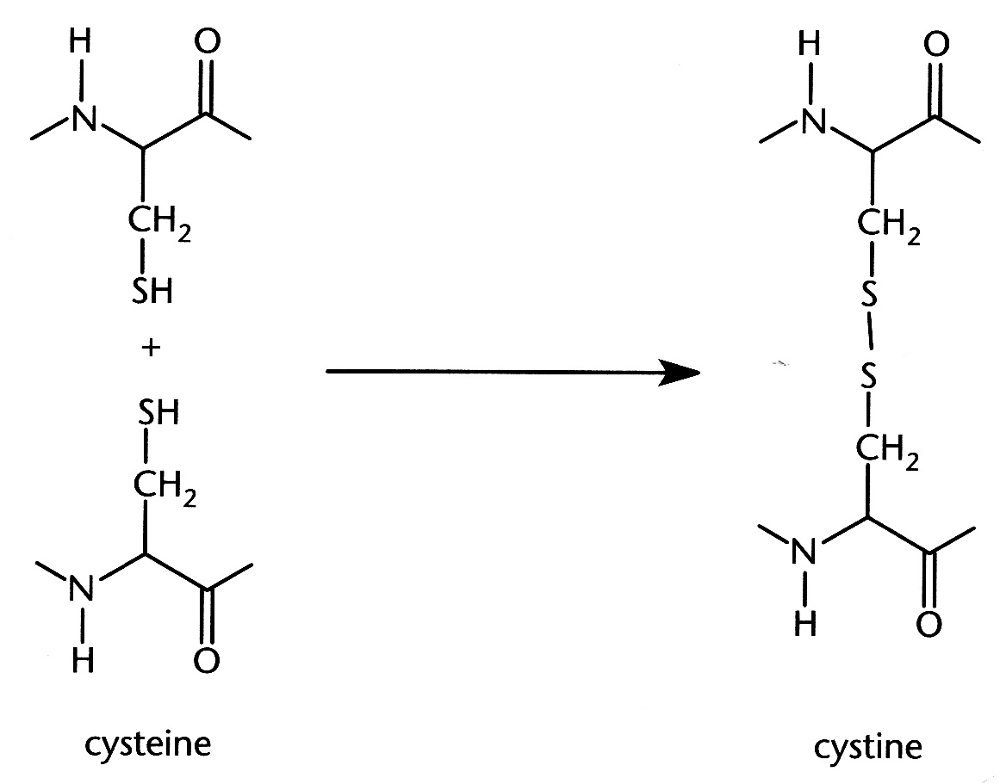 H O
N
CH₂
SH
+
SH
CH₂
N
H O
cysteine
H O
N
CH₂
S
S
CH₂
N
H O
cystine